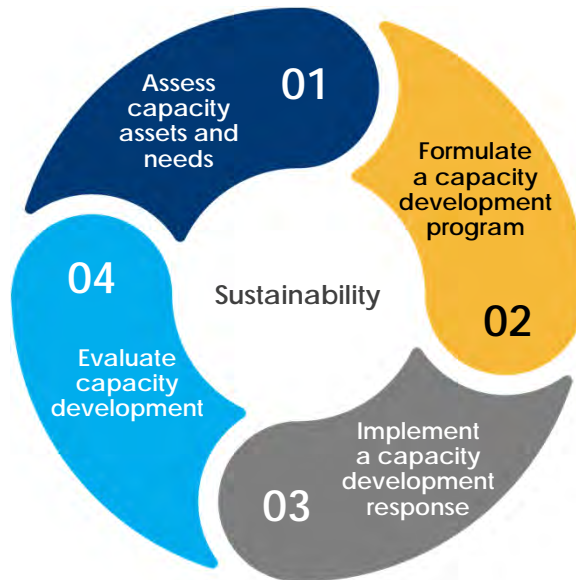 Assess
capacity
assets and
needs
01
Formulate
a capacity
development
program
02
Implement
a capacity
development
response
03
04
Evaluate
capacity
development
Sustainability